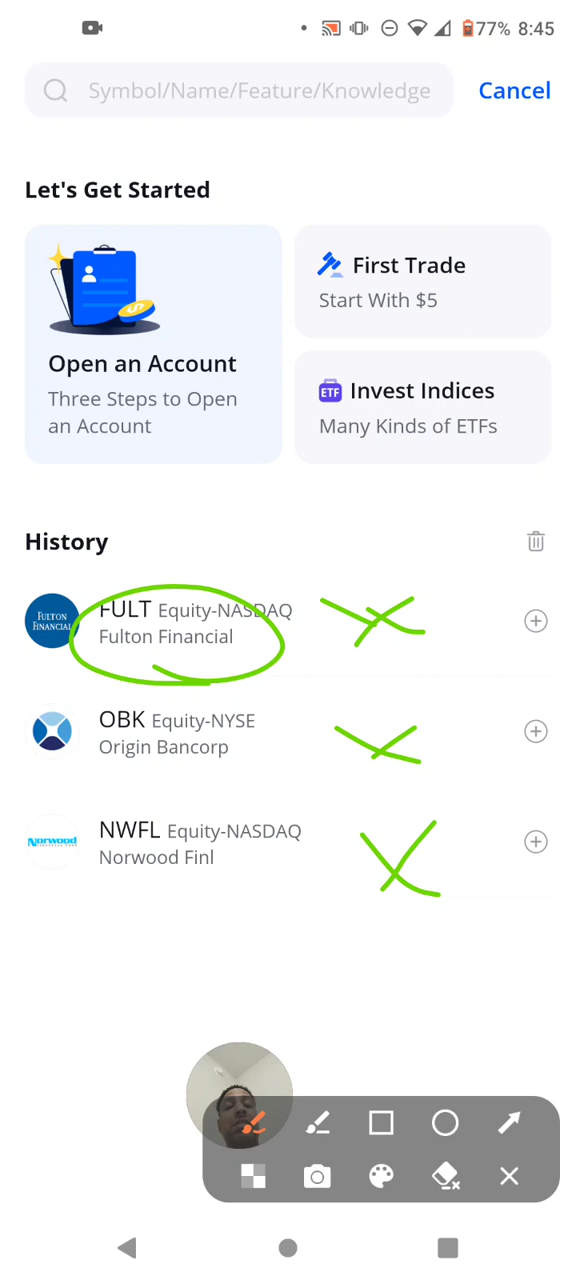 77% 8:45
Symbol/Name/Feature/Knowledge Cancel
Let's Get Started
Open an Account
Three Steps to Open
an Account
First Trade
Start With $5
ETF Invest Indices
Many Kinds of ETFs
History
FULTON
FINANCIAL
FULT Equity-NASDAQ
Fulton Financial
OBK Equity-NYSE
Origin Bancorp
Norwood
NWFL Equity-NASDAQ
Norwood Finl